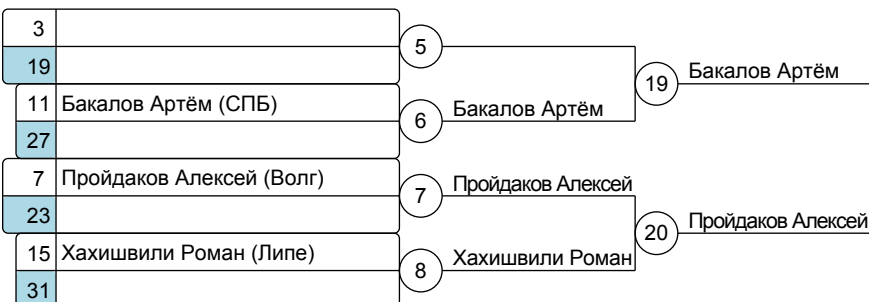 3
19
5
11 Бакалов Артём (СПБ)
27
6
Бакалов Артём
19
Бакалов Артём
7 Пройдаков Алексей (Волг)
23
7
Пройдаков Алексей
15 Хахишвили Роман (Липе)
31
8
Хахишвили Роман
20
Пройдаков Алексей